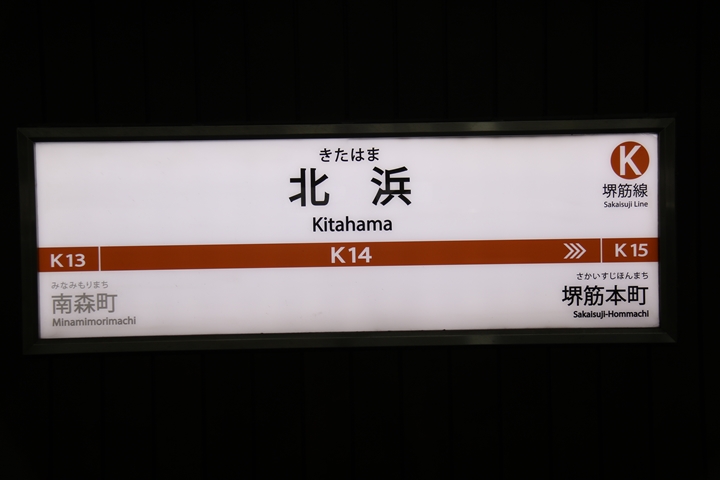 きたはま
北 浜
Kitahama
K
堺筋線
Sakaisuji Line
K13
K14
K15
みなみもりまち
南森町
Minamimorimachi
さかいすじほんまち
堺筋本町
Sakaisuji-Hommachi